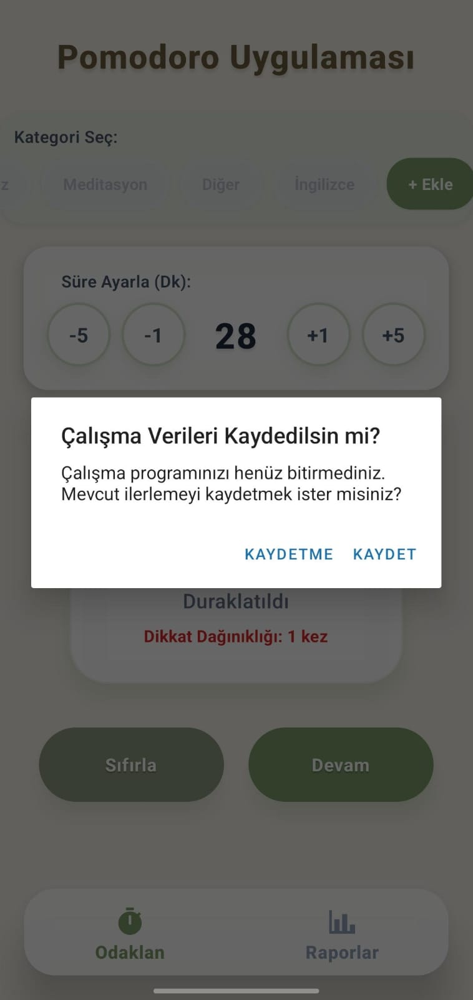 Pomodoro Uygulaması
Kategori Seç:
z
Meditasyon
Diğer
İngilizce
+ Ekle
Süre Ayarla (Dk):
-5
-1
28
+1
+5
Çalışma Verileri Kaydedilsin mi?
Çalışma programınızı henüz bitirmediniz.
Mevcut ilerlemeyi kaydetmek ister misiniz?
KAYDETME
KAYDET
Duraklatıldı
Dikkat Dağınıklığı: 1 kez
Sıfırla
Devam
Odaklan
Raporlar